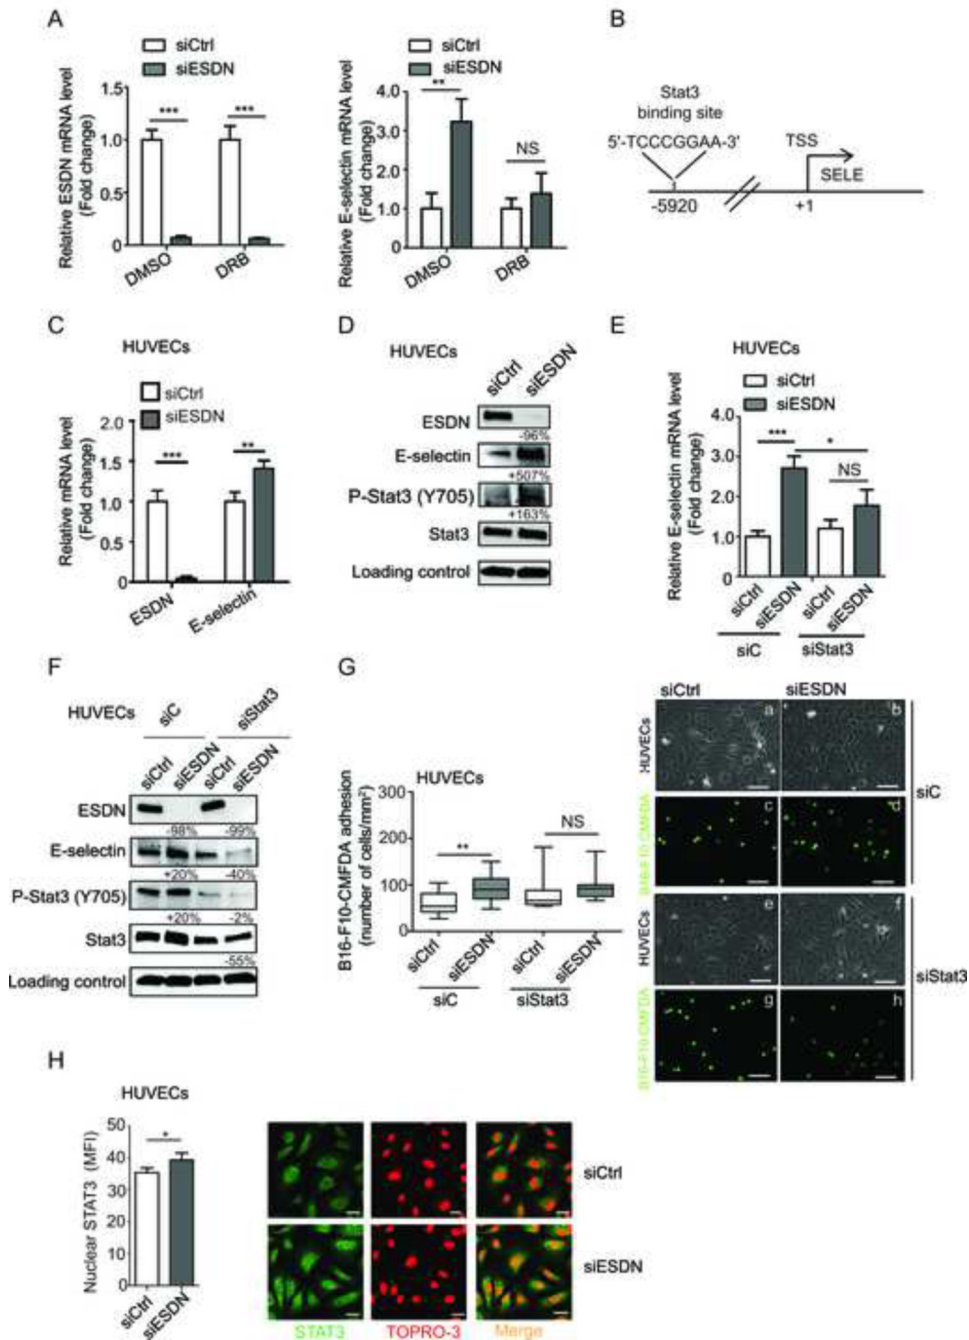 A
siCtrl
siESDN
Relative ESDN mRNA level
(Fold change)
1.5
1.0
0.5
0
***
***
DMSO
DRB
siCtrl
siESDN
Relative E-selectin mRNA level
(Fold change)
4.0
3.0
2.0
1.0
0
**
NS
DMSO
DRB
B
Stat3
binding site
5'-TCCCGGAA-3'
TSS
SELE
-5920
+1
C
HUVECs
siCtrl
siESDN
Relative mRNA level
(Fold change)
2.0
1.5
1.0
0.5
0
***
**
ESDN
E-selectin
D
HUVECs
siCtrl
siESDN
ESDN
-96%
E-selectin
+507%
P-Stat3 (Y705)
+163%
Stat3
Loading control
E
HUVECs
siCtrl
siESDN
Relative E-selectin mRNA level
(Fold change)
4.0
3.0
2.0
1.0
0
***
*
NS
siCtrl
siESDN
siCtrl
siESDN
siC
siStat3
F
HUVECs
siC
siStat3
siCtrl
siESDN
siCtrl
siESDN
ESDN
-98%
-99%
E-selectin
+20%
-40%
P-Stat3 (Y705)
+20%
-2%
Stat3
-55%
Loading control
G
HUVECs
B16-F10-CMFDA adhesion
(number of cells/mm²)
300
200
100
0
**
NS
siCtrl
siESDN
siCtrl
siESDN
siC
siStat3
siCtrl
siESDN
HUVECs
a
b
B16-F10 CMFDA
c
d
siC
HUVECs
e
f
B16-F10 CMFDA
g
h
siStat3
H
HUVECs
Nuclear STAT3 (MFI)
50
40
30
20
10
0
*
siCtrl
siESDN
siCtrl
siESDN
STAT3
TOPRO-3
Merge